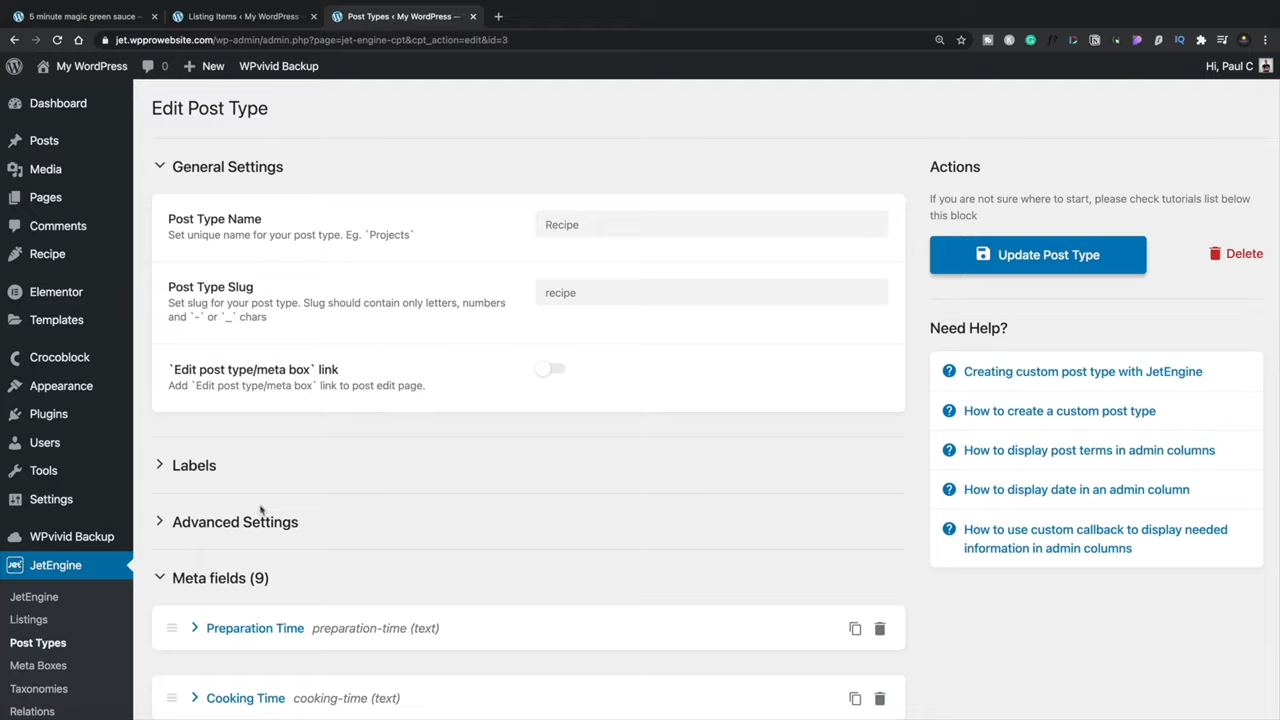 5 minute magic green sauce
Listing Items ‹ My WordPress
Post Types ‹ My WordPress —
jet.wpprowebsite.com/wp-admin/admin.php?page=jet-engine-cpt&cpt_action=edit&id=3
My WordPress
0
New
WPvivid Backup
Hi, Paul C
Dashboard
Posts
Media
Pages
Comments
Recipe
Elementor
Templates
Crocoblock
Appearance
Plugins
Users
Tools
Settings
WPvivid Backup
JetEngine
JetEngine
Listings
Post Types
Meta Boxes
Taxonomies
Relations
Edit Post Type
General Settings
Post Type Name
Set unique name for your post type. Eg. `Projects`
Recipe
Post Type Slug
Set slug for your post type. Slug should contain only letters, numbers
and `-` or `_` chars
recipe
`Edit post type/meta box` link
Add `Edit post type/meta box` link to post edit page.
Labels
Advanced Settings
Meta fields (9)
Preparation Time preparation-time (text)
Cooking Time cooking-time (text)
Actions
If you are not sure where to start, please check tutorials list below
this block
Update Post Type
Delete
Need Help?
Creating custom post type with JetEngine
How to create a custom post type
How to display post terms in admin columns
How to display date in an admin column
How to use custom callback to display needed
information in admin columns